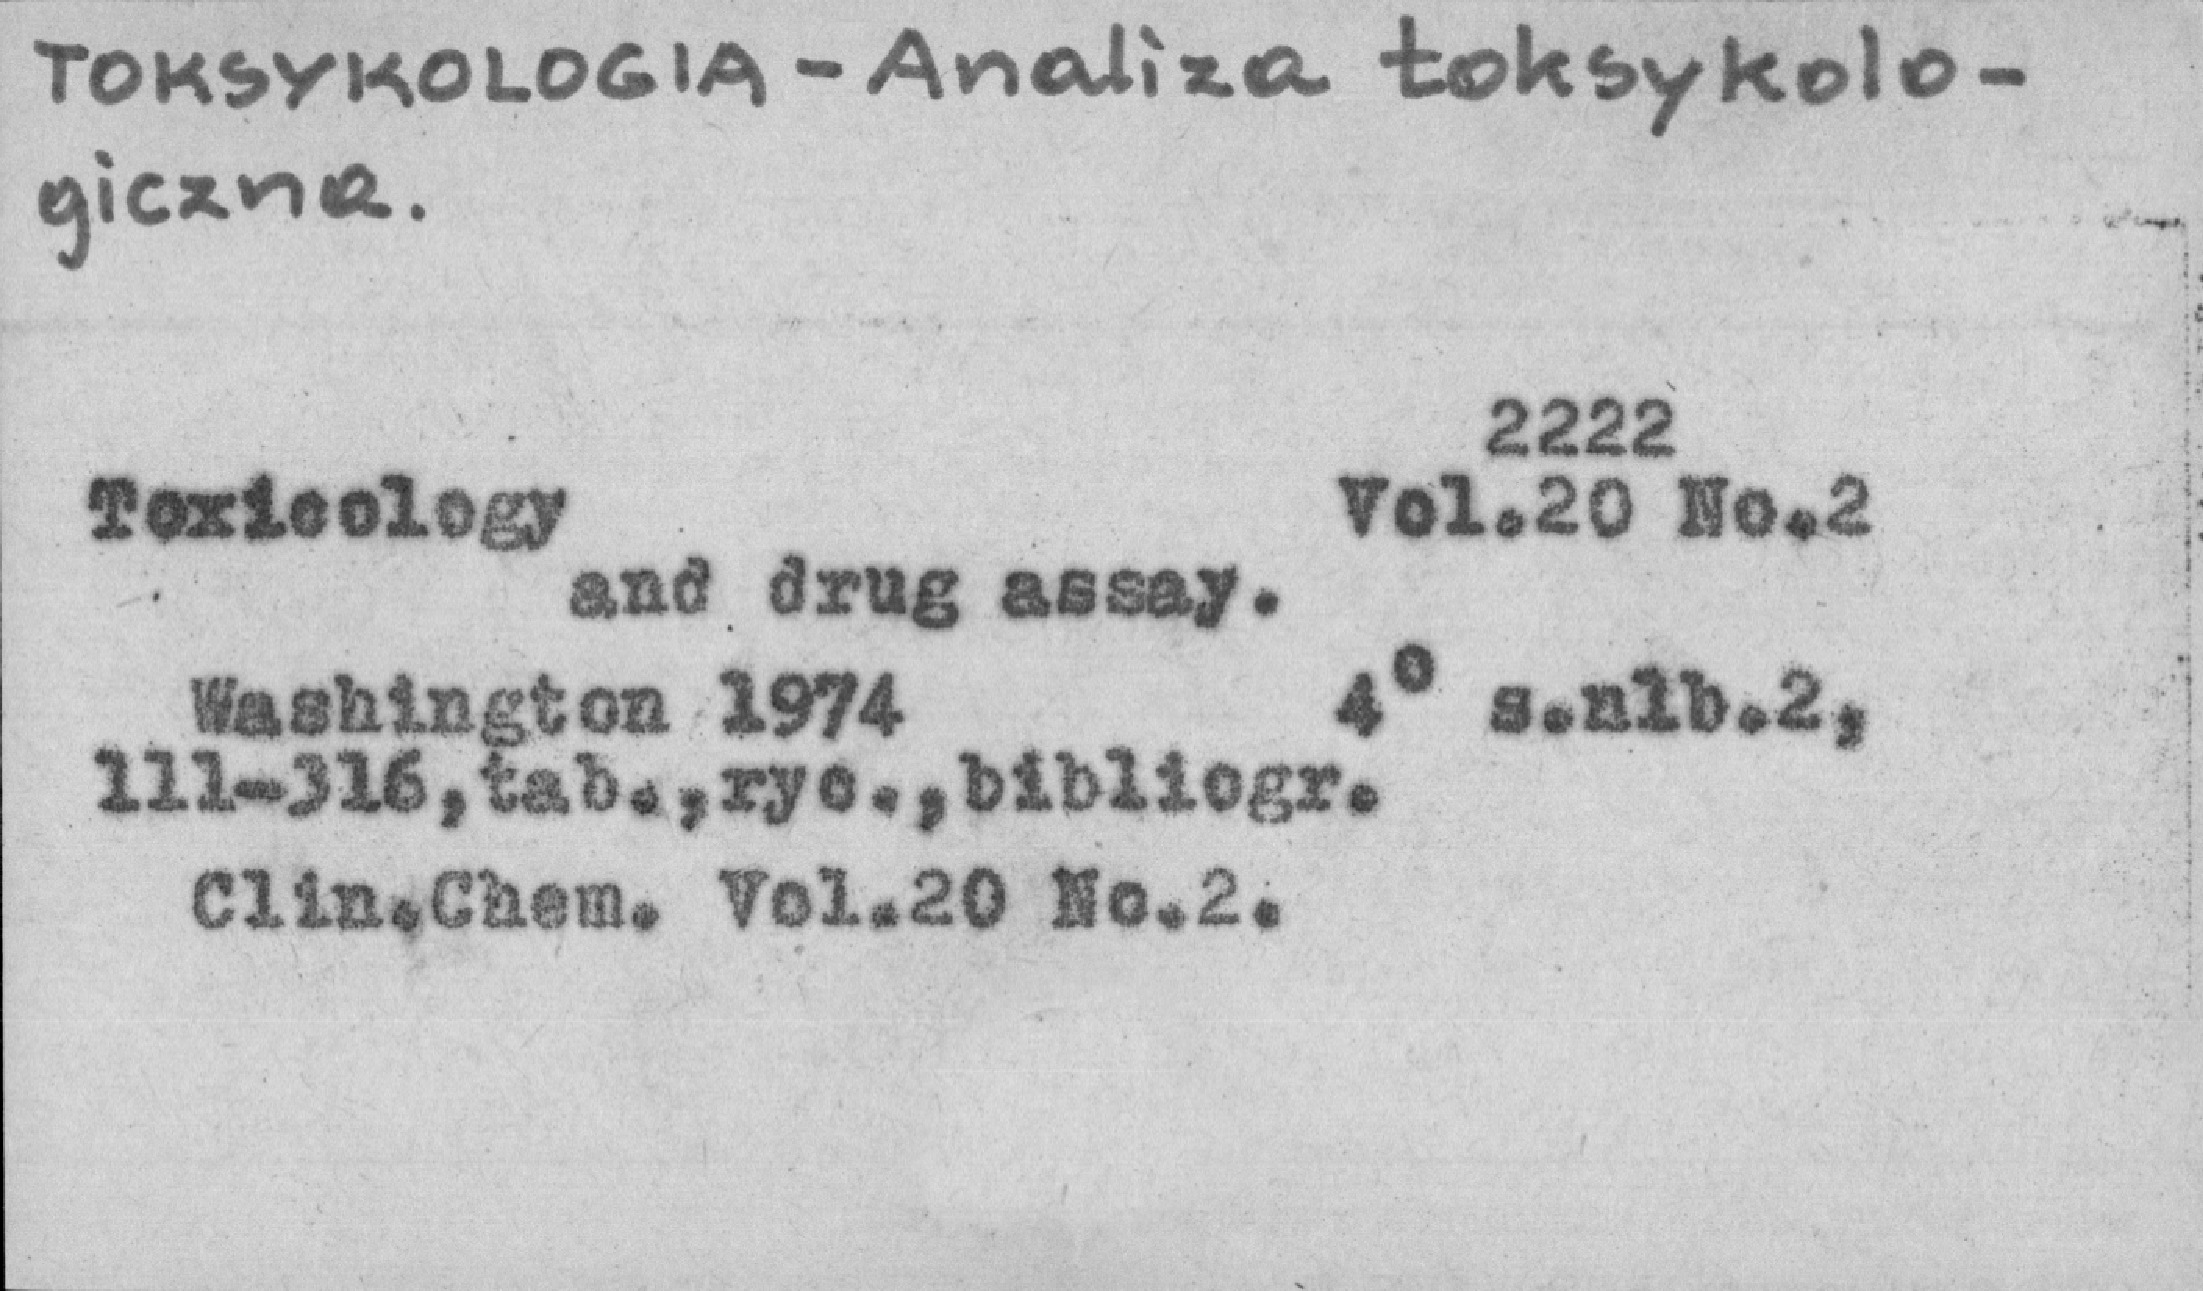 TOKSYKOLOGIA - Analiza toksykolo-
giczna.
2222
Toxicology Vol.20 No.2
and drug assay.
Washington 1974 4° s.nlb.2,
111-316,tab.,ryc.,bibliogr.
Clin.Chem. Vol.20 No.2.